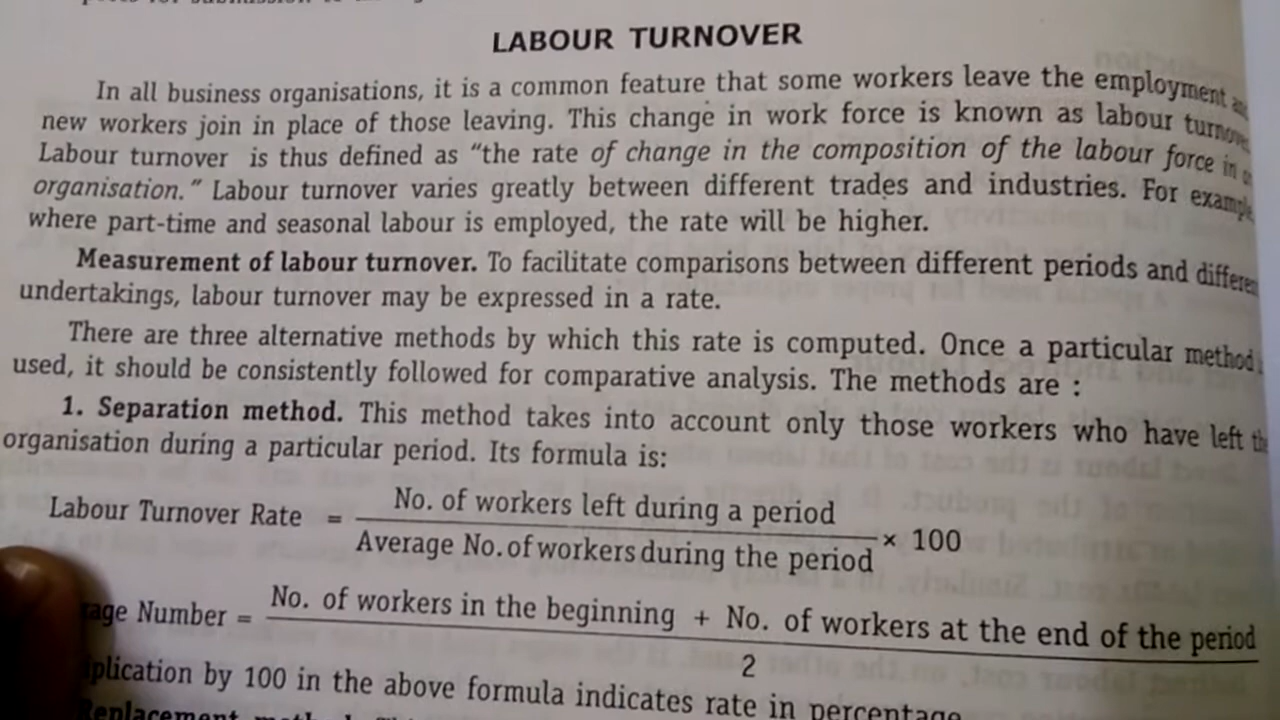 LABOUR TURNOVER
In all business organisations, it is a common feature that some workers leave the employment
new workers join in place of those leaving. This change in work force is known as labour
Labour turnover is thus defined as “the rate of change in the composition of the labour force in
organisation.” Labour turnover varies greatly between different trades and industries. For example
where part-time and seasonal labour is employed, the rate will be higher.
Measurement of labour turnover. To facilitate comparisons between different periods and
undertakings, labour turnover may be expressed in a rate.
There are three alternative methods by which this rate is computed. Once a particular method
used, it should be consistently followed for comparative analysis. The methods are :
1. Separation method. This method takes into account only those workers who have left
organisation during a particular period. Its formula is:
Labour Turnover Rate = No. of workers left during a period
Average No. of workers during the period × 100
Number = No. of workers in the beginning + No. of workers at the end of the period
2
by 100 in the above formula indicates rate in percentage